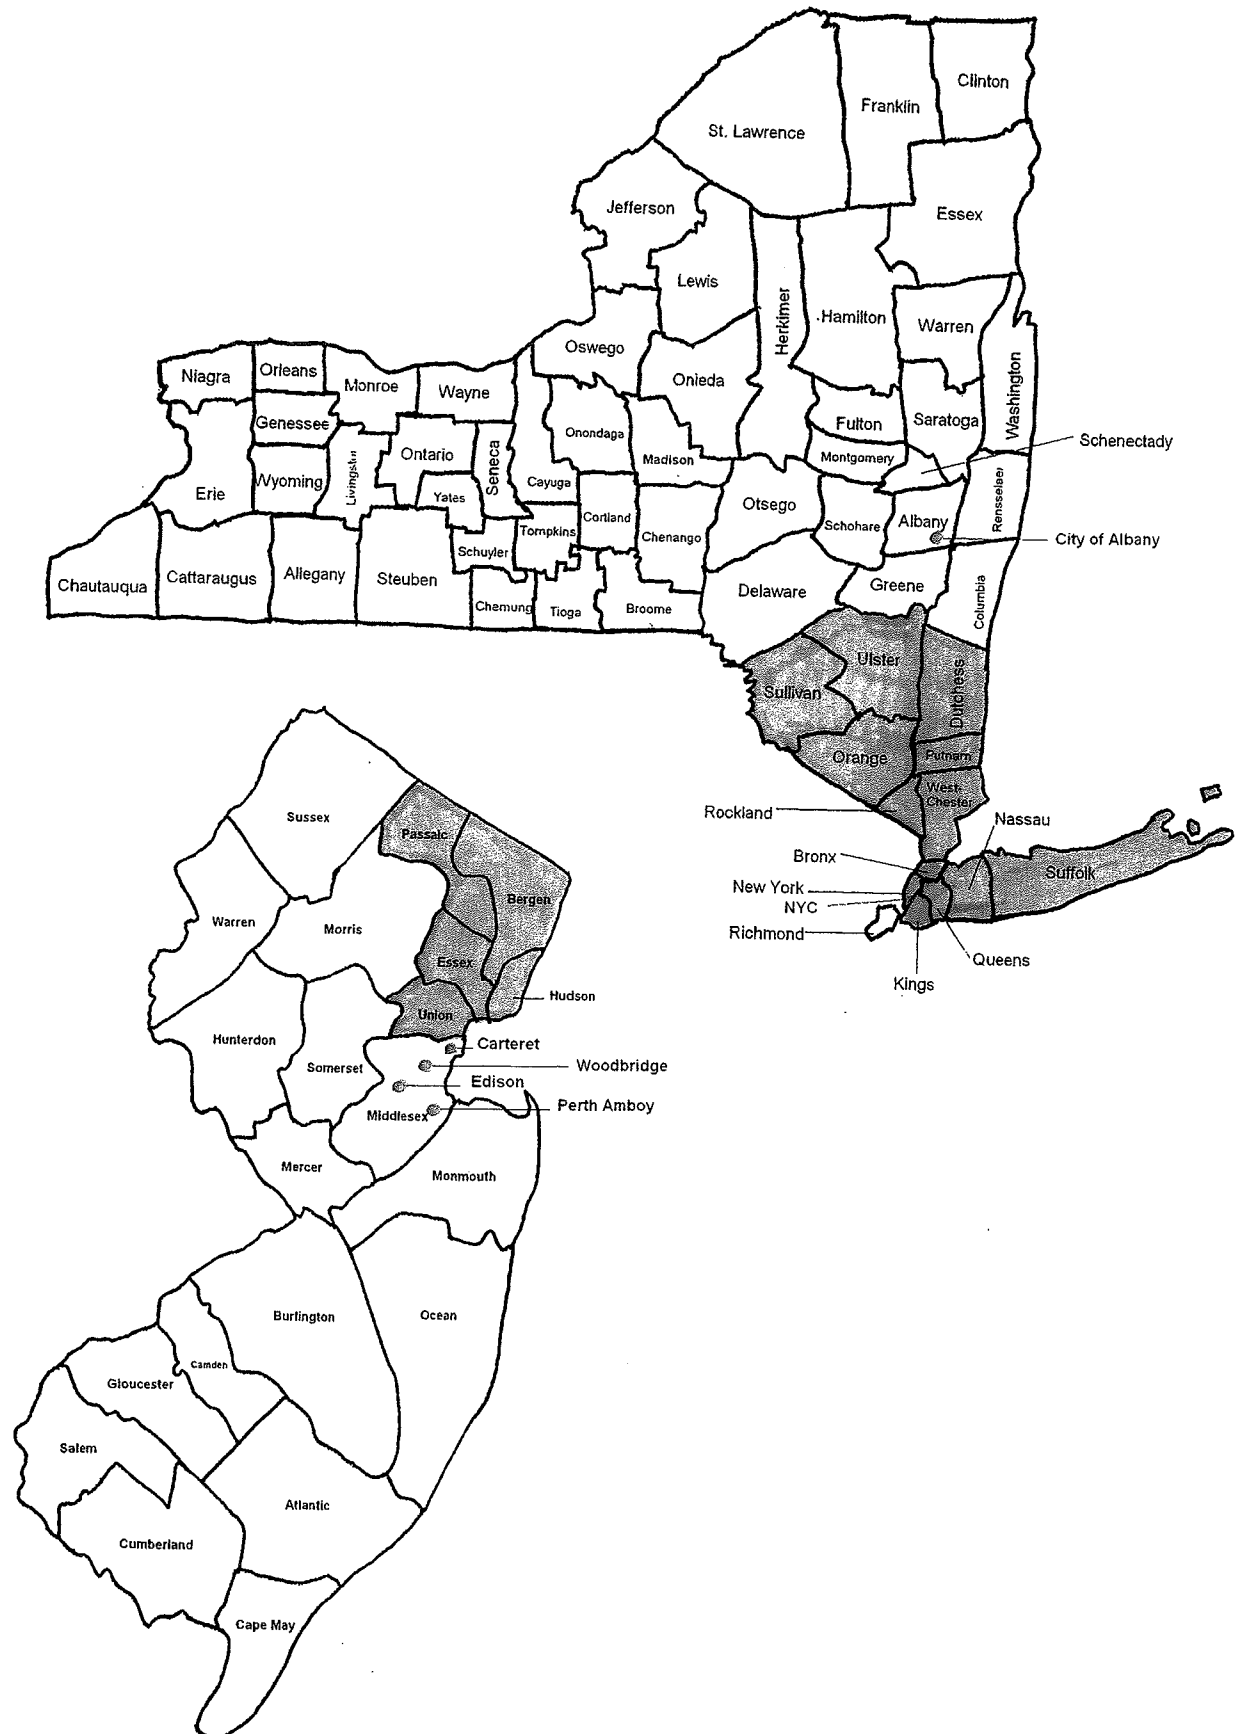 Clinton
Franklin
St. Lawrence
Jefferson
Essex
Lewis
Herkimer
Hamilton
Warren
Oswego
Washington
Niagra
Orleans
Monroe
Wayne
Onieda
Fulton
Saratoga
Genessee
Onondaga
Schenectady
Ontario
Madison
Montgomery
Livingston
Seneca
Wyoming
Cayuga
Erie
Yates
Otsego
Rensselaer
Cortland
Schohare
Albany
Tompkins
Chenango
City of Albany
Schuyler
Chautauqua
Cattaraugus
Allegany
Steuben
Delaware
Greene
Columbia
Chemung
Tioga
Broome
Ulster
Sullivan
Dutchess
Orange
Putnam
West-
Chester
Rockland
Nassau
Bronx
Suffolk
New York
NYC
Richmond
Queens
Kings
Sussex
Passaic
Bergen
Warren
Morris
Essex
Hudson
Union
Hunterdon
Carteret
Somerset
Woodbridge
Edison
Middlesex
Perth Amboy
Mercer
Monmouth
Burlington
Ocean
Camden
Gloucester
Salem
Atlantic
Cumberland
Cape May